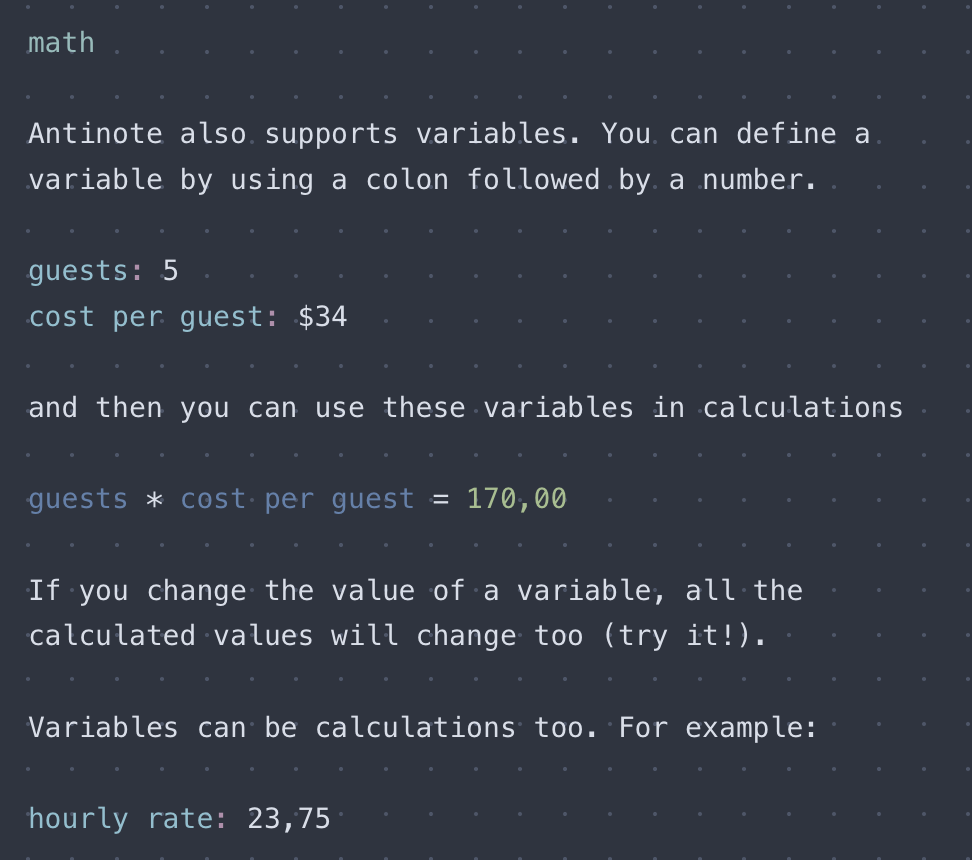 math
Antinote also supports variables. You can define a
variable by using a colon followed by a number.
guests: 5
cost per guest: $34
and then you can use these variables in calculations
guests * cost per guest = 170,00
If you change the value of a variable, all the
calculated values will change too (try it!).
Variables can be calculations too. For example:
hourly rate: 23,75